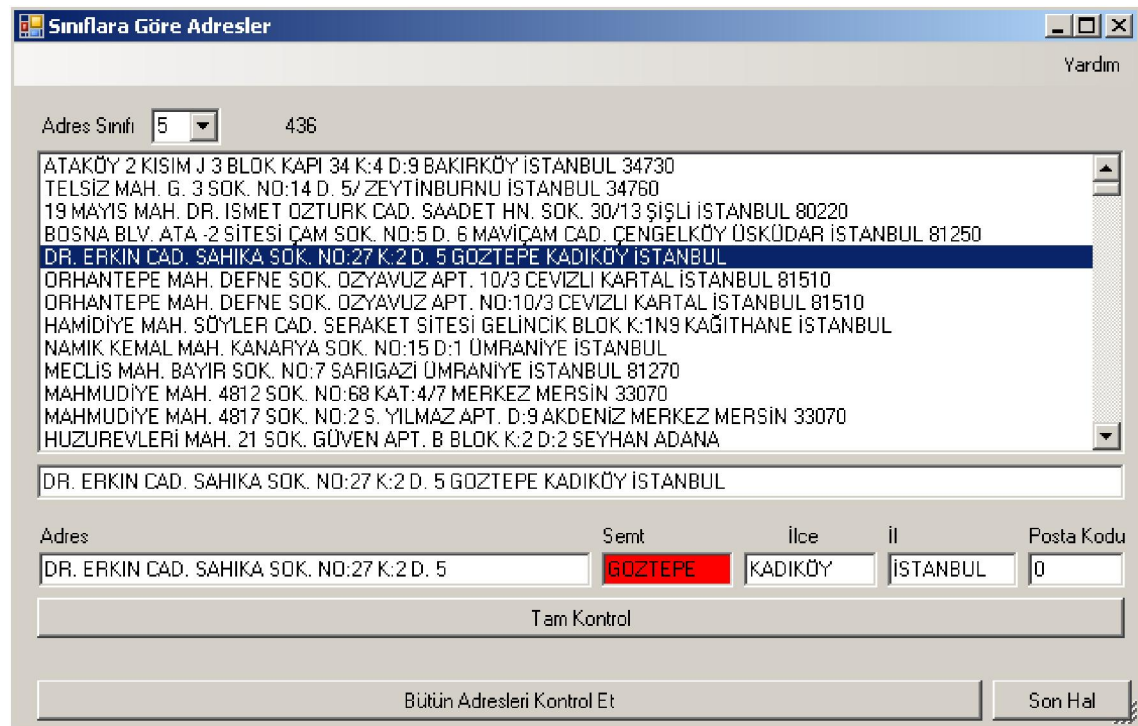 Sınıflara Göre Adresler
Yardım
Adres Sınıfı 5 436
ATAKÖY 2 KISIM J 3 BLOK KAPI 34 K:4 D:9 BAKIRKÖY İSTANBUL 34730
TELSİZ MAH. G. 3 SOK. NO:14 D. 5/ ZEYTİNBURNU İSTANBUL 34760
19 MAYIS MAH. DR. ISMET OZTURK CAD. SAADET HN. SOK. 30/13 ŞİŞLİ İSTANBUL 80220
BOSNA BLV. ATA -2 SİTESİ ÇAM SOK. NO:5 D. 6 MAVİÇAM CAD. ÇENGELKÖY ÜSKÜDAR İSTANBUL 81250
DR. ERKIN CAD. SAHIKA SOK. NO:27 K:2 D. 5 GOZTEPE KADIKÖY İSTANBUL
ORHANTEPE MAH. DEFNE SOK. OZYAVUZ APT. 10/3 CEVIZLI KARTAL İSTANBUL 81510
ORHANTEPE MAH. DEFNE SOK. OZYAVUZ APT. NO:10/3 CEVIZLI KARTAL İSTANBUL 81510
HAMİDİYE MAH. SÖYLER CAD. SERAKET SİTESİ GELİNCİK BLOK K:1N9 KAĞITHANE İSTANBUL
NAMIK KEMAL MAH. KANARYA SOK. NO:15 D:1 ÜMRANİYE İSTANBUL
MECLİS MAH. BAYIR SOK. NO:7 SARIGAZİ ÜMRANİYE İSTANBUL 81270
MAHMUDİYE MAH. 4812 SOK. NO:68 KAT:4/7 MERKEZ MERSİN 33070
MAHMUDİYE MAH. 4817 SOK. NO:2 S. YILMAZ APT. D:9 AKDENİZ MERKEZ MERSİN 33070
HUZUREVLERİ MAH. 21 SOK. GÜVEN APT. B BLOK K:2 D:2 SEYHAN ADANA
DR. ERKIN CAD. SAHIKA SOK. NO:27 K:2 D. 5 GOZTEPE KADIKÖY İSTANBUL
Adres Semt İlce İl Posta Kodu
DR. ERKIN CAD. SAHIKA SOK. NO:27 K:2 D. 5 GOZTEPE KADIKÖY İSTANBUL 0
Tam Kontrol
Bütün Adresleri Kontrol Et Son Hal